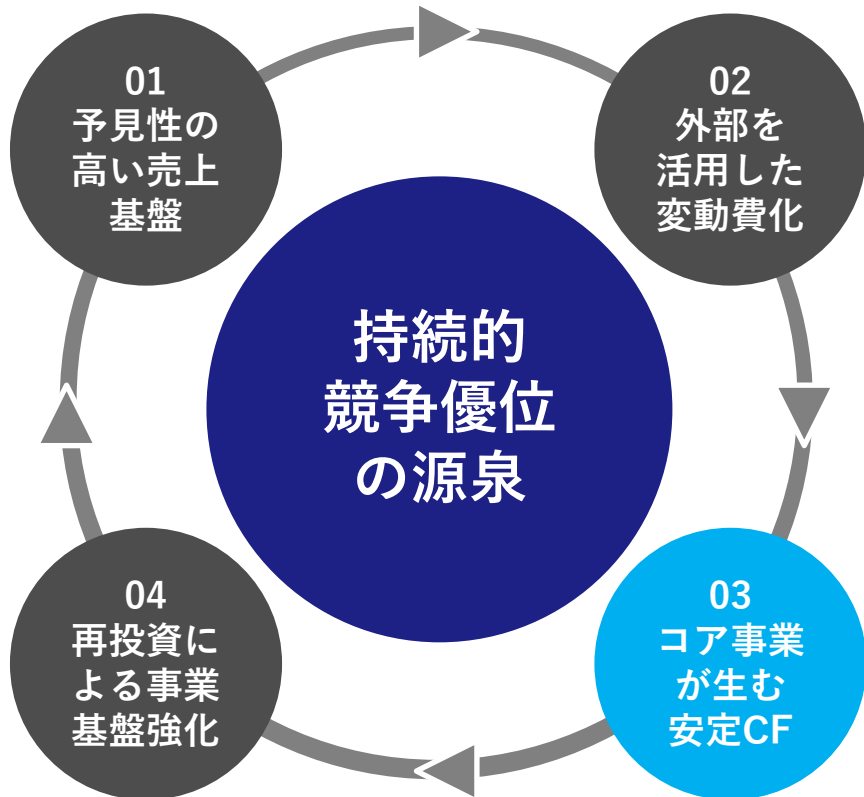 01
予見性の
高い売上
基盤
02
外部を
活用した
変動費化
持続的
競争優位
の源泉
04
再投資に
よる事業
基盤強化
03
コア事業
が生む
安定CF